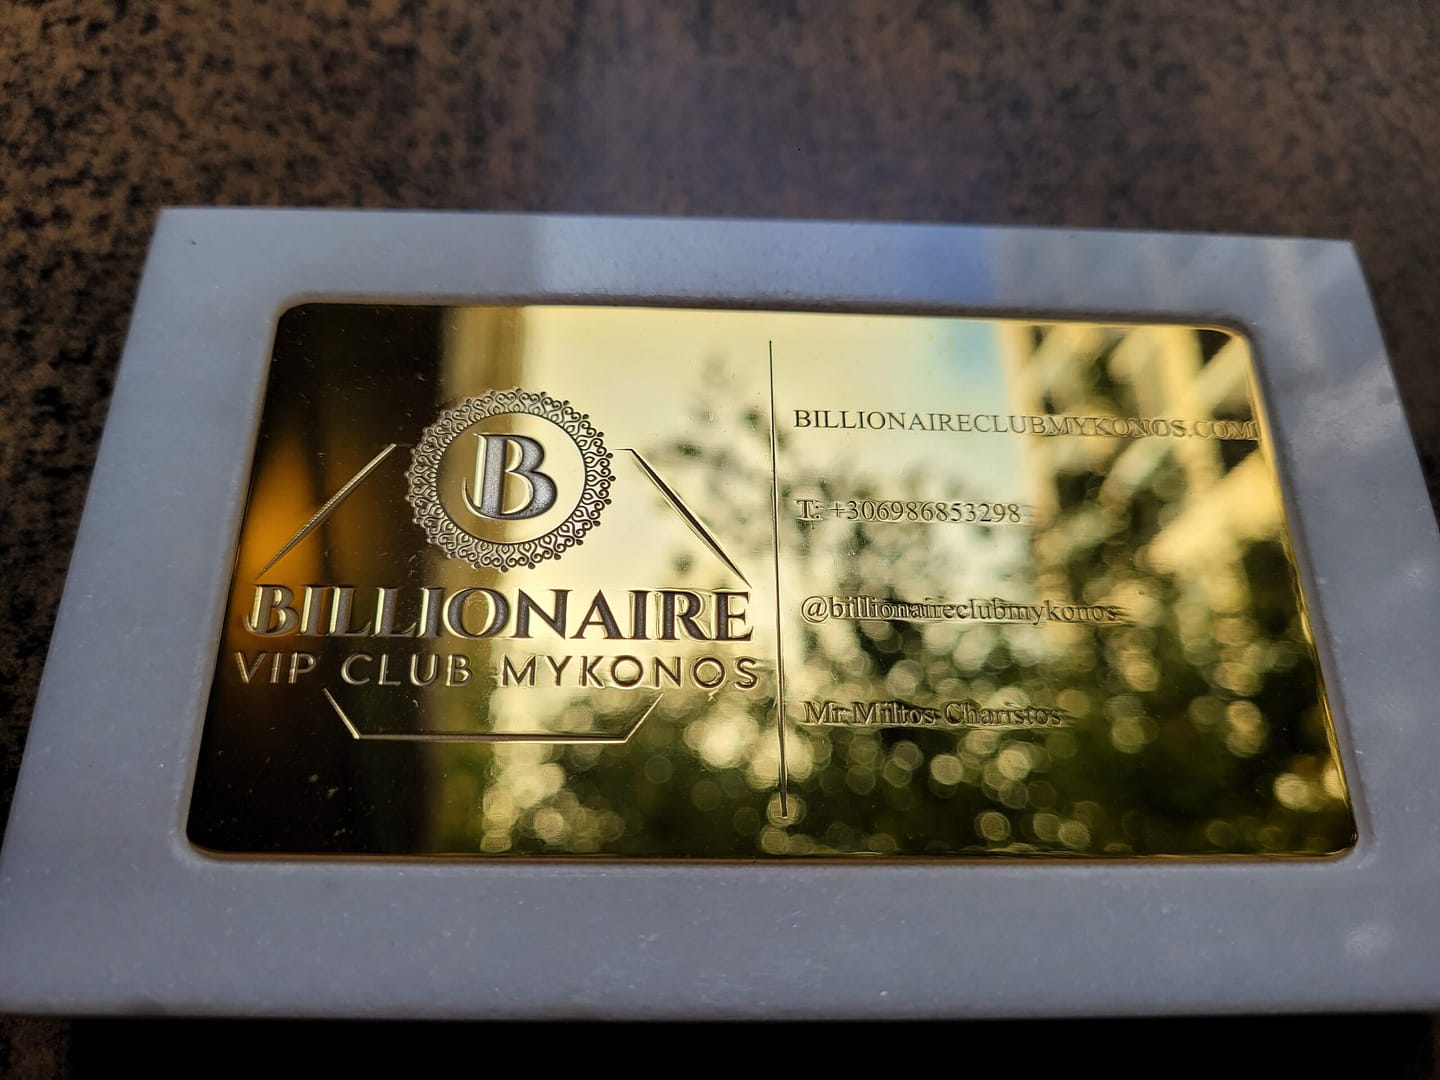 B
BILLIONAIRE
VIP CLUB MYKONOS
BILLIONAIRECLUBMYKONOS.COM
T: +306986853298
@billionaireclubmykonos
Mr Miltos Charistos